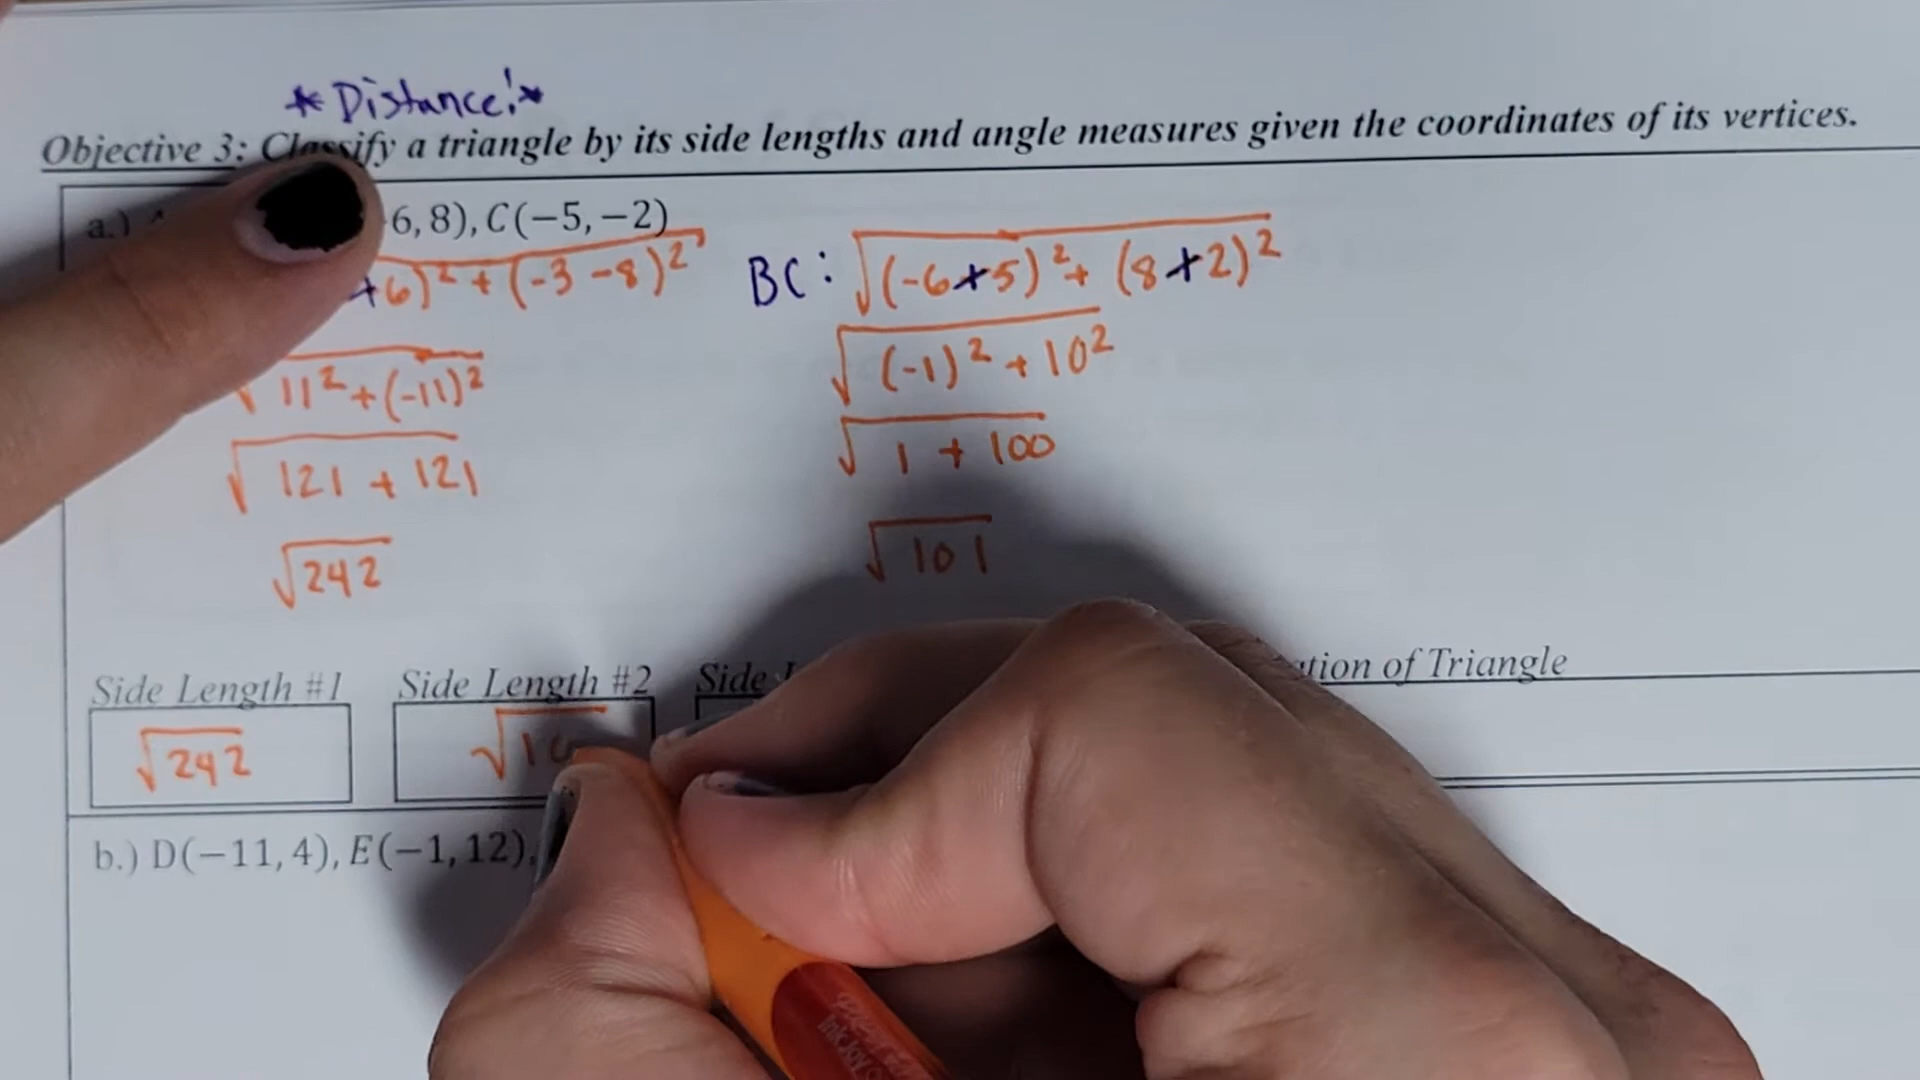 *Distance!*
Objective 3: Classify a triangle by its side lengths and angle measures given the coordinates of its vertices.
a.) 6,8), C(−5,−2)
+6)² + (-3-8)²
BC: √(-6+5)² + (8+2)²
√11² + (-11)²
√(-1)² + 10²
√121 + 121
√1 + 100
√242
√101
Side Length #1 Side Length #2 Side of Triangle
√242 √10
b.) D(−11,4), E(−1,12),
InkJoy